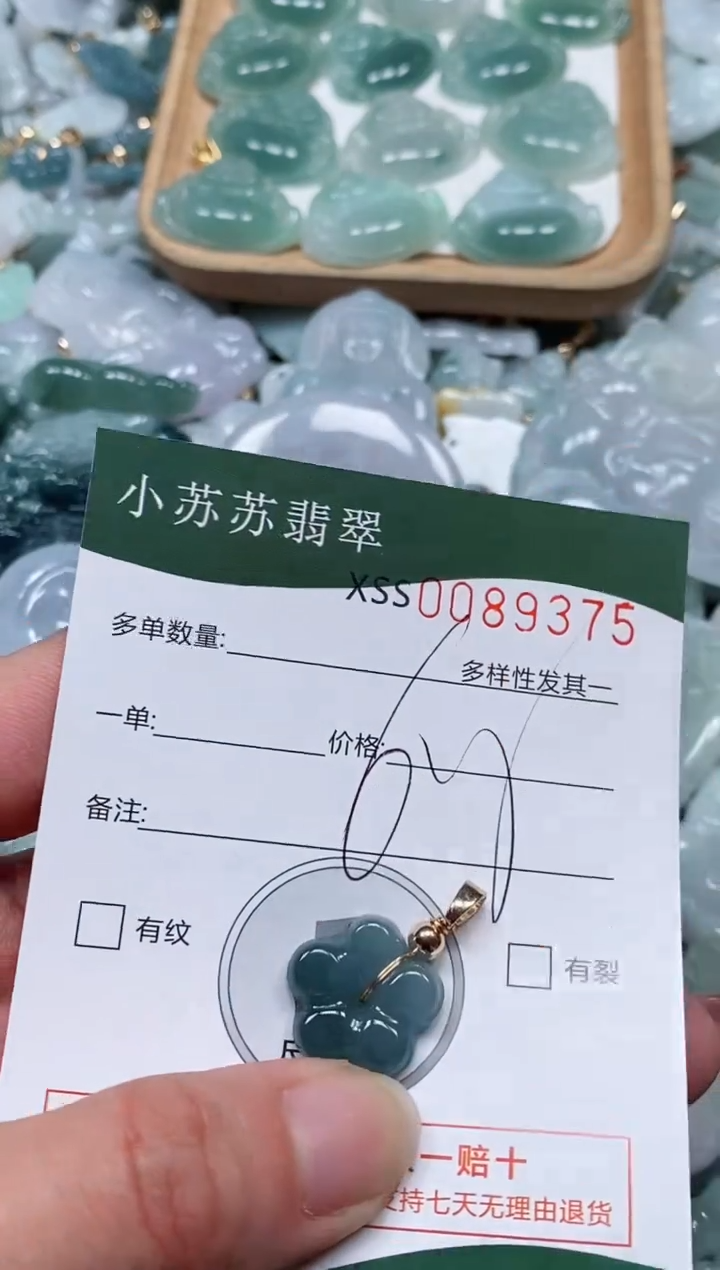 小苏苏翡翠
XSS0089375
多单数量:
多样性发其一
一单: 价格:
备注:
有纹 有裂
一赔十
支持七天无理由退货